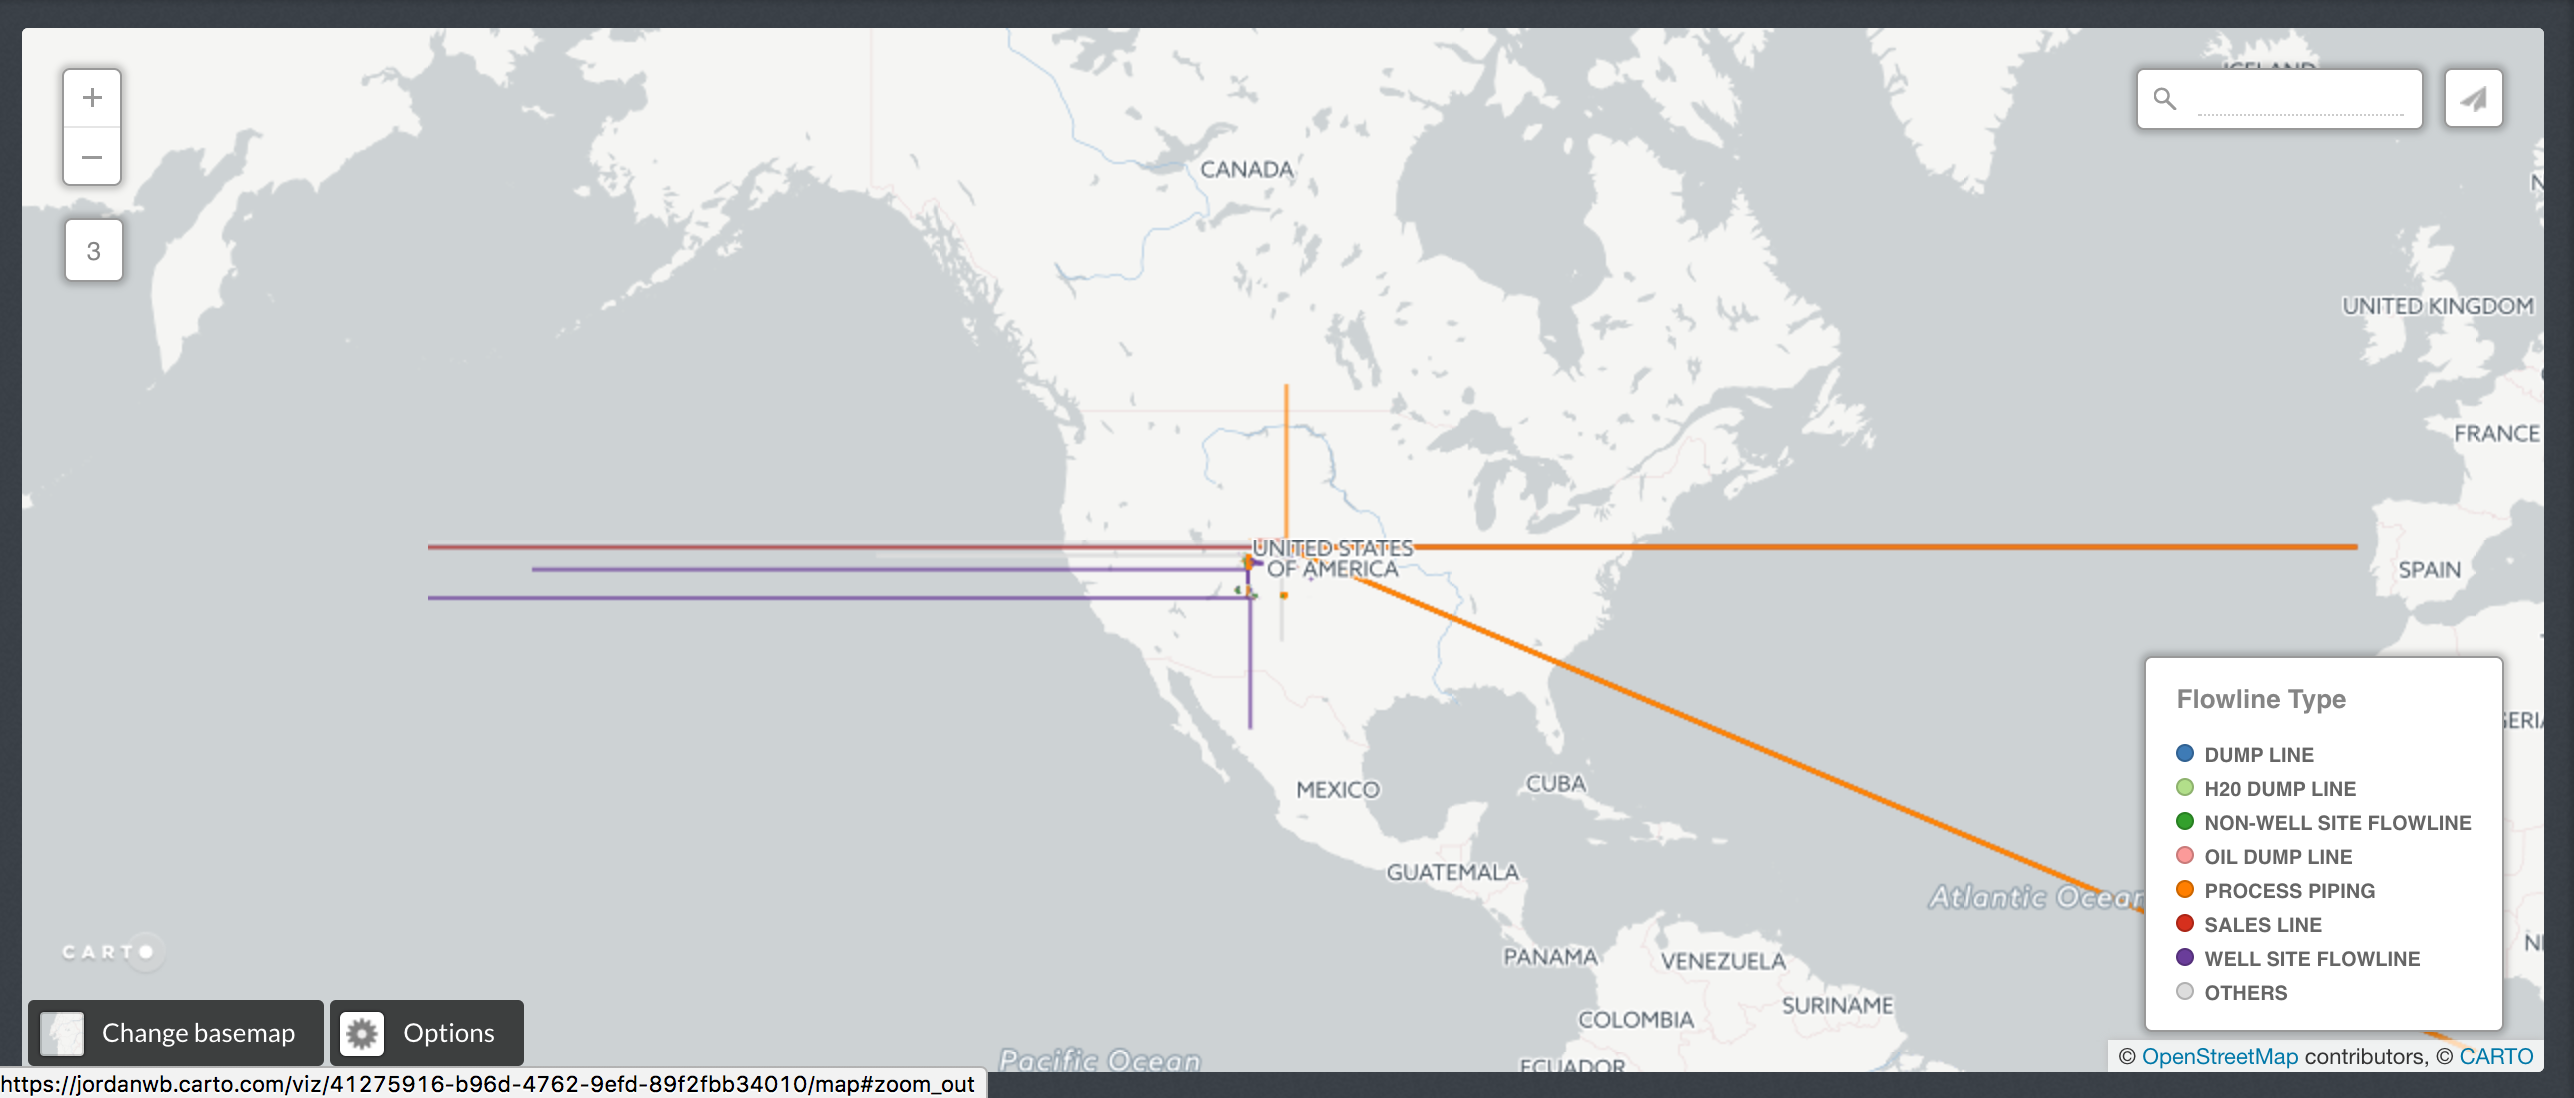 +
−
3
ICELAND
CANADA
UNITED KINGDOM
FRANCE
UNITED STATES
OF AMERICA
SPAIN
MEXICO
CUBA
GUATEMALA
Atlantic Ocean
PANAMA
VENEZUELA
SURINAME
COLOMBIA
ECUADOR
Pacific Ocean
Flowline Type
DUMP LINE
H20 DUMP LINE
NON-WELL SITE FLOWLINE
OIL DUMP LINE
PROCESS PIPING
SALES LINE
WELL SITE FLOWLINE
OTHERS
CARTO
Change basemap
Options
© OpenStreetMap contributors, © CARTO
https://jordanwb.carto.com/viz/41275916-b96d-4762-9efd-89f2fbb34010/map#zoom_out